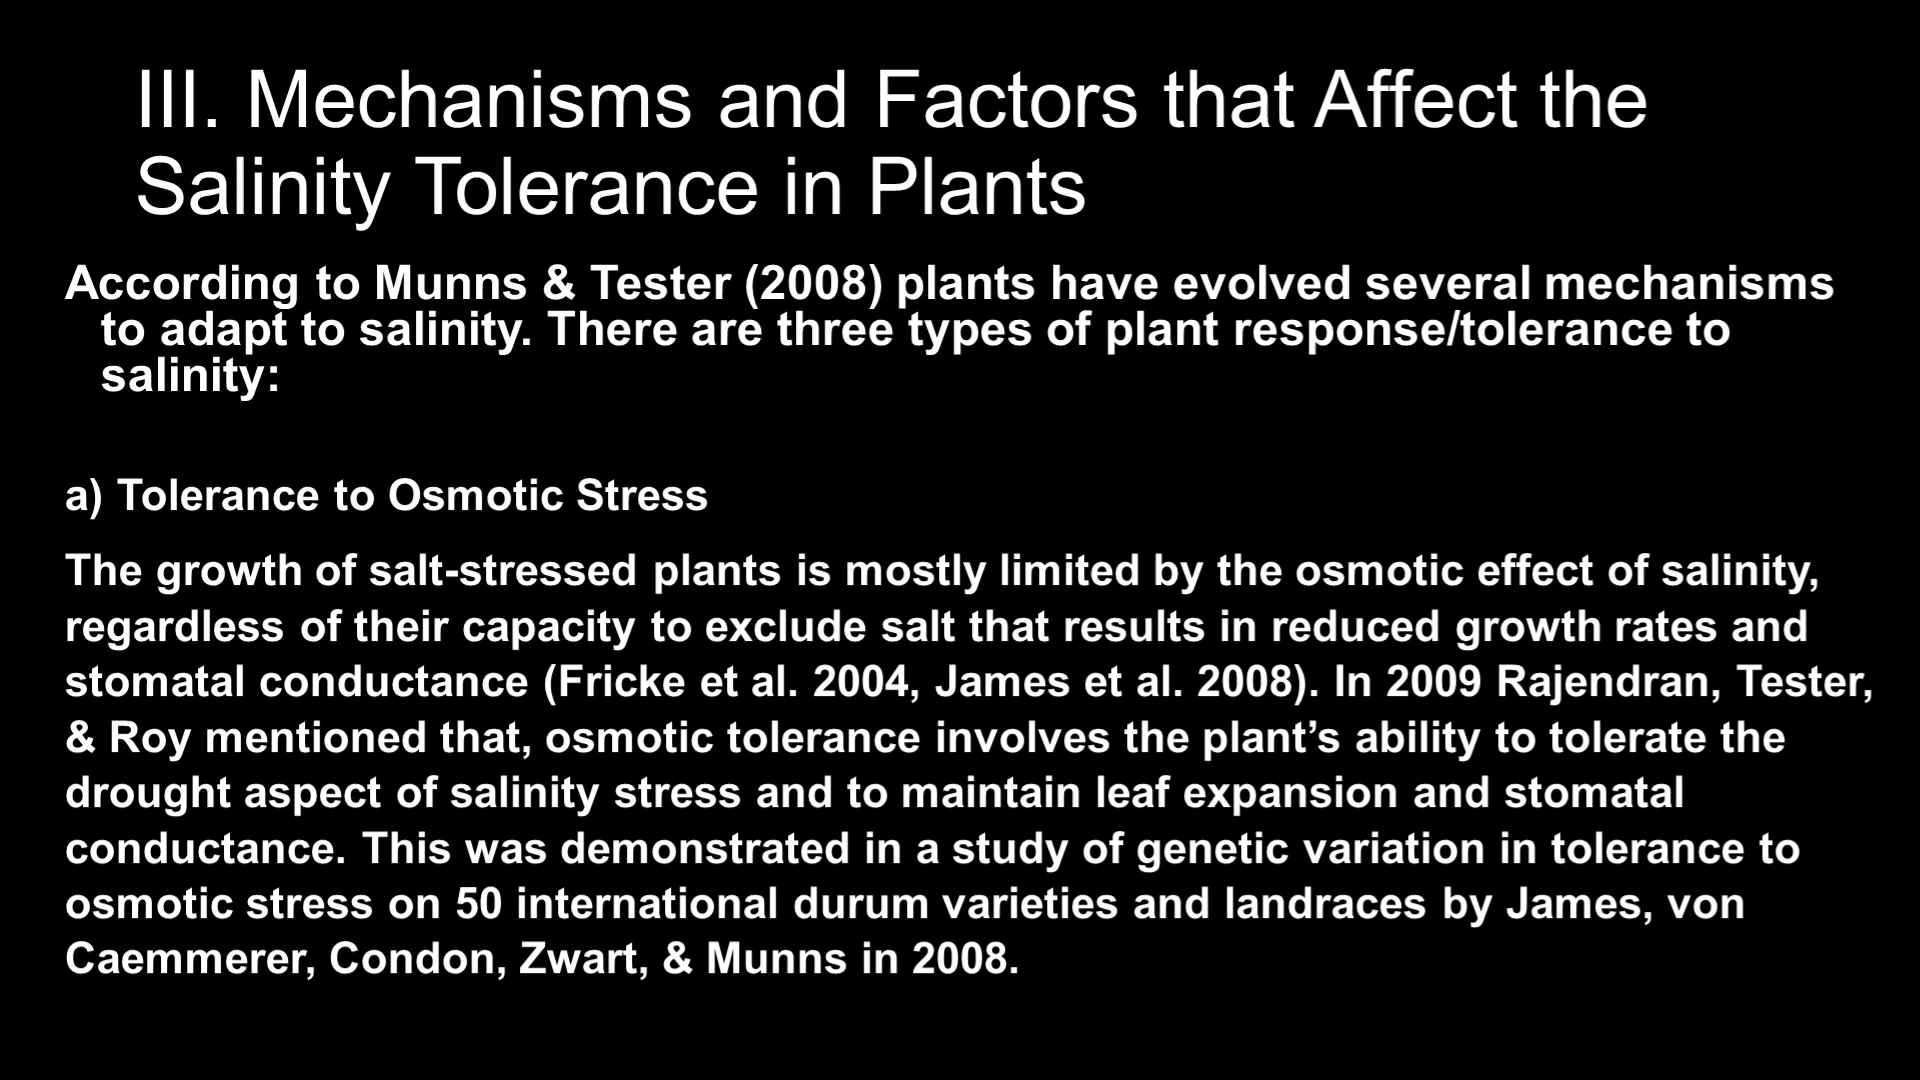 III. Mechanisms and Factors that Affect the
Salinity Tolerance in Plants
According to Munns & Tester (2008) plants have evolved several mechanisms
to adapt to salinity. There are three types of plant response/tolerance to
salinity:
a) Tolerance to Osmotic Stress
The growth of salt-stressed plants is mostly limited by the osmotic effect of salinity,
regardless of their capacity to exclude salt that results in reduced growth rates and
stomatal conductance (Fricke et al. 2004, James et al. 2008). In 2009 Rajendran, Tester,
& Roy mentioned that, osmotic tolerance involves the plant’s ability to tolerate the
drought aspect of salinity stress and to maintain leaf expansion and stomatal
conductance. This was demonstrated in a study of genetic variation in tolerance to
osmotic stress on 50 international durum varieties and landraces by James, von
Caemmerer, Condon, Zwart, & Munns in 2008.